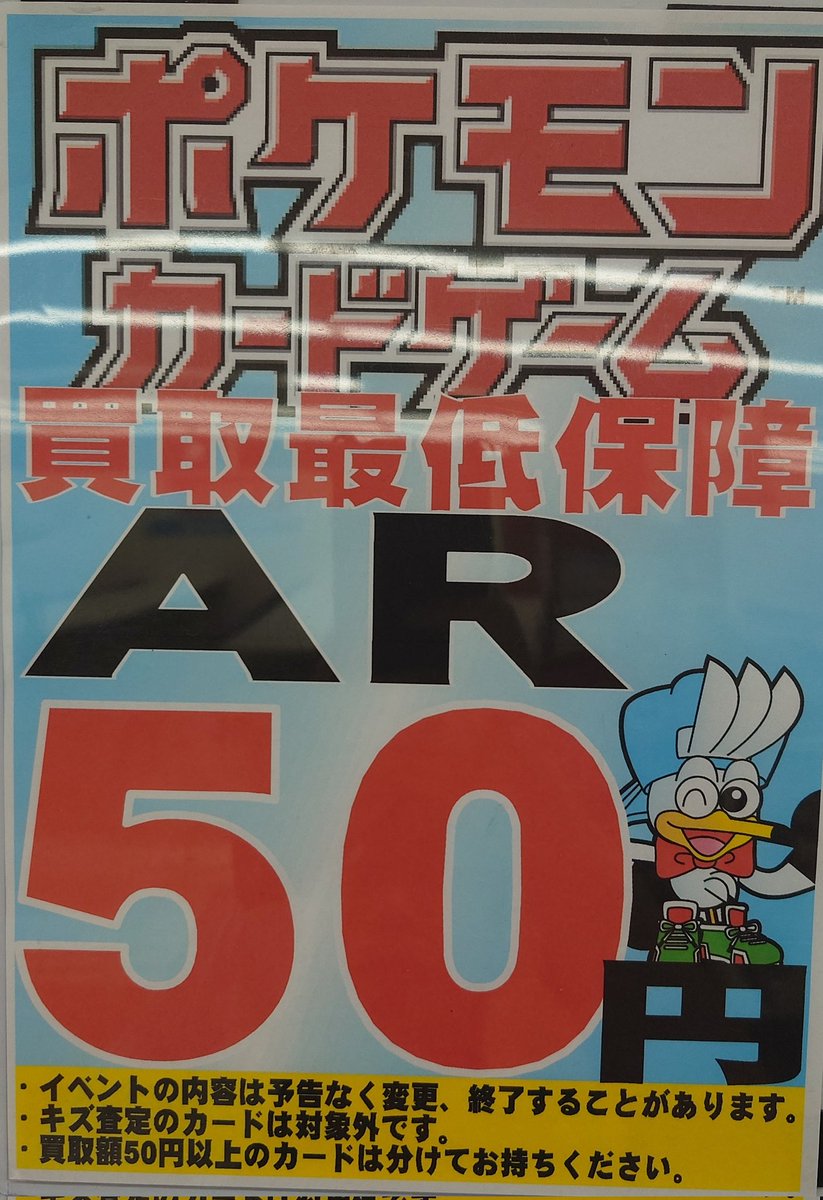 ポケモン
カードゲーム
TM
買取最低保障
AR
50円
・イベントの内容は予告なく変更、終了することがあります。
・キズ査定のカードは対象外です。
・買取額50円以上のカードは分けてお持ちください。